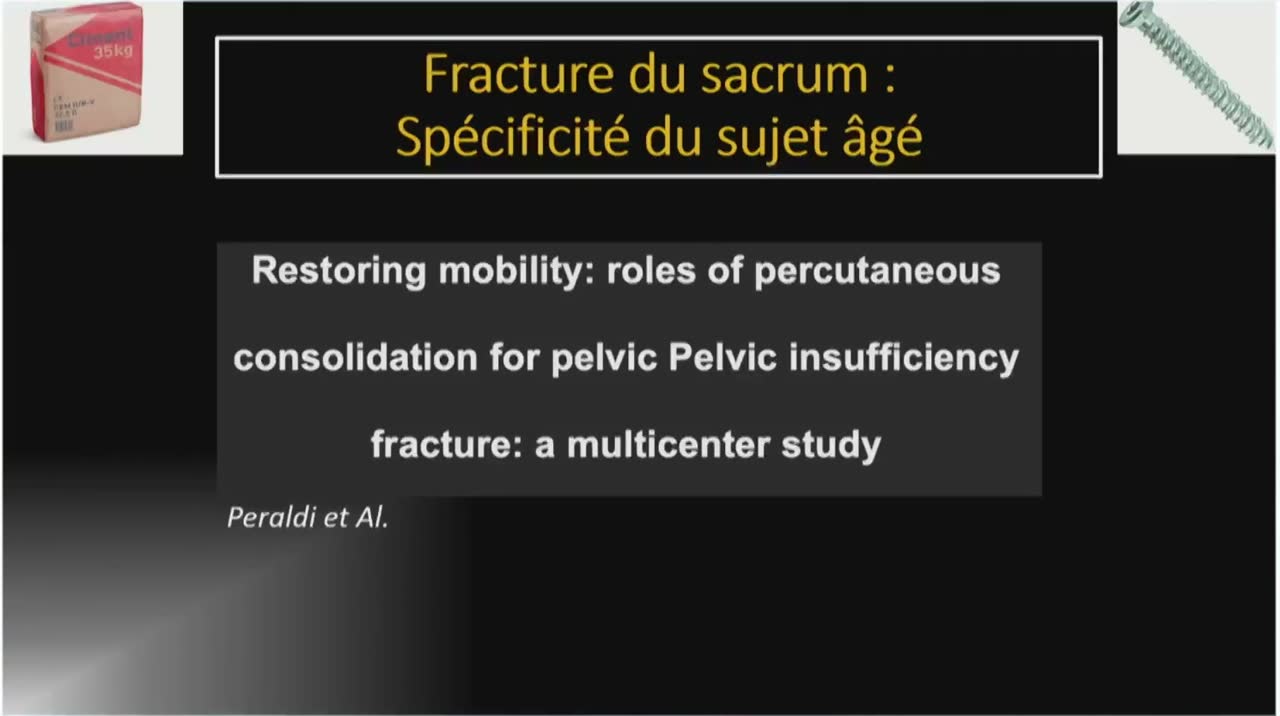 Ciment
35kg
Fracture du sacrum :
Spécificité du sujet âgé
Restoring mobility: roles of percutaneous
consolidation for pelvic Pelvic insufficiency
fracture: a multicenter study
Peraldi et Al.